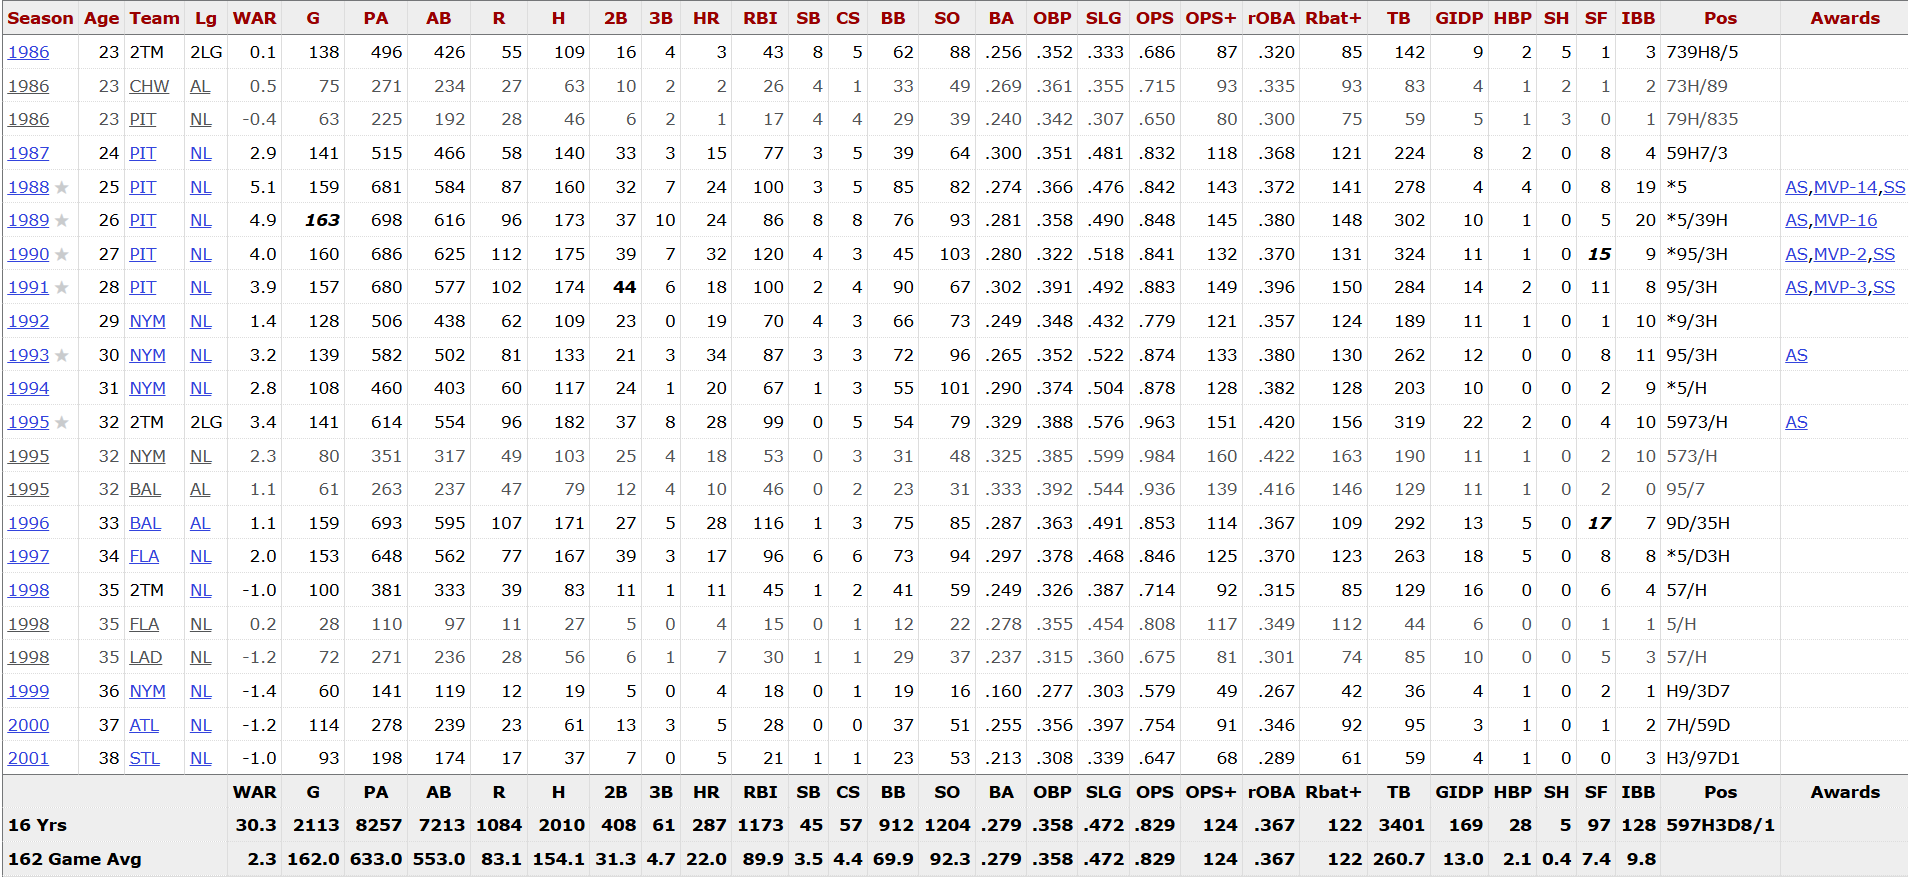 Season Age Team Lg WAR G PA AB R H 2B 3B HR RBI SB CS BB SO BA OBP SLG OPS OPS+ rOBA Rbat+ TB GIDP HBP SH SF IBB Pos Awards
1986 23 2TM 2LG 0.1 138 496 426 55 109 16 4 3 43 8 5 62 88 .256 .352 .333 .686 87 .320 85 142 9 2 5 1 3 739H8/5
1986 23 CHW AL 0.5 75 271 234 27 63 10 2 2 26 4 1 33 49 .269 .361 .355 .715 93 .335 93 83 4 1 2 1 2 73H/89
1986 23 PIT NL -0.4 63 225 192 28 46 6 2 1 17 4 4 29 39 .240 .342 .307 .650 80 .300 75 59 5 1 3 0 1 79H/835
1987 24 PIT NL 2.9 141 515 466 58 140 33 3 15 77 3 5 39 64 .300 .351 .481 .832 118 .368 121 224 8 2 0 8 4 59H7/3
1988 ★ 25 PIT NL 5.1 159 681 584 87 160 32 7 24 100 3 5 85 82 .274 .366 .476 .842 143 .372 141 278 4 4 0 8 19 *5 AS,MVP-14,SS
1989 ★ 26 PIT NL 4.9 163 698 616 96 173 37 10 24 86 8 8 76 93 .281 .358 .490 .848 145 .380 148 302 10 1 0 5 20 *5/39H AS,MVP-16
1990 ★ 27 PIT NL 4.0 160 686 625 112 175 39 7 32 120 4 3 45 103 .280 .322 .518 .841 132 .370 131 324 11 1 0 15 9 *95/3H AS,MVP-2,SS
1991 ★ 28 PIT NL 3.9 157 680 577 102 174 44 6 18 100 2 4 90 67 .302 .391 .492 .883 149 .396 150 284 14 2 0 11 8 95/3H AS,MVP-3,SS
1992 29 NYM NL 1.4 128 506 438 62 109 23 0 19 70 4 3 66 73 .249 .348 .432 .779 121 .357 124 189 11 1 0 1 10 *9/3H
1993 ★ 30 NYM NL 3.2 139 582 502 81 133 21 3 34 87 3 3 72 96 .265 .352 .522 .874 133 .380 130 262 12 0 0 8 11 95/3H AS
1994 31 NYM NL 2.8 108 460 403 60 117 24 1 20 67 1 3 55 101 .290 .374 .504 .878 128 .382 128 203 10 0 0 2 9 *5/H
1995 ★ 32 2TM 2LG 3.4 141 614 554 96 182 37 8 28 99 0 5 54 79 .329 .388 .576 .963 151 .420 156 319 22 2 0 4 10 5973/H AS
1995 32 NYM NL 2.3 80 351 317 49 103 25 4 18 53 0 3 31 48 .325 .385 .599 .984 160 .422 163 190 11 1 0 2 10 573/H
1995 32 BAL AL 1.1 61 263 237 47 79 12 4 10 46 0 2 23 31 .333 .392 .544 .936 139 .416 146 129 11 1 0 2 0 95/7
1996 33 BAL AL 1.1 159 693 595 107 171 27 5 28 116 1 3 75 85 .287 .363 .491 .853 114 .367 109 292 13 5 0 17 7 9D/35H
1997 34 FLA NL 2.0 153 648 562 77 167 39 3 17 96 6 6 73 94 .297 .378 .468 .846 125 .370 123 263 18 5 0 8 8 *5/D3H
1998 35 2TM NL -1.0 100 381 333 39 83 11 1 11 45 1 2 41 59 .249 .326 .387 .714 92 .315 85 129 16 0 0 6 4 57/H
1998 35 FLA NL 0.2 28 110 97 11 27 5 0 4 15 0 1 12 22 .278 .355 .454 .808 117 .349 112 44 6 0 0 1 1 5/H
1998 35 LAD NL -1.2 72 271 236 28 56 6 1 7 30 1 1 29 37 .237 .315 .360 .675 81 .301 74 85 10 0 0 5 3 57/H
1999 36 NYM NL -1.4 60 141 119 12 19 5 0 4 18 0 1 19 16 .160 .277 .303 .579 49 .267 42 36 4 1 0 2 1 H9/3D7
2000 37 ATL NL -1.2 114 278 239 23 61 13 3 5 28 0 0 37 51 .255 .356 .397 .754 91 .346 92 95 3 1 0 1 2 7H/59D
2001 38 STL NL -1.0 93 198 174 17 37 7 0 5 21 1 1 23 53 .213 .308 .339 .647 68 .289 61 59 4 1 0 0 3 H3/97D1
WAR G PA AB R H 2B 3B HR RBI SB CS BB SO BA OBP SLG OPS OPS+ rOBA Rbat+ TB GIDP HBP SH SF IBB Pos Awards
16 Yrs 30.3 2113 8257 7213 1084 2010 408 61 287 1173 45 57 912 1204 .279 .358 .472 .829 124 .367 122 3401 169 28 5 97 128 597H3D8/1
162 Game Avg 2.3 162.0 633.0 553.0 83.1 154.1 31.3 4.7 22.0 89.9 3.5 4.4 69.9 92.3 .279 .358 .472 .829 124 .367 122 260.7 13.0 2.1 0.4 7.4 9.8